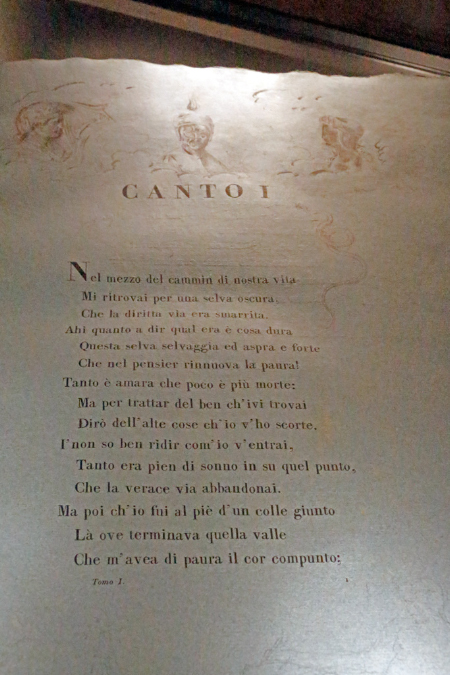 CANTO I
Nel mezzo del cammin di nostra vita
Mi ritrovai per una selva oscura,
Che la diritta via era smarrita.
Ahi quanto a dir qual era è cosa dura
Questa selva selvaggia ed aspra e forte
Che nel pensier rinnuova la paura!
Tanto è amara che poco è più morte:
Ma per trattar del ben ch'ivi trovai
Dirò dell'alte cose ch'io v'ho scorte.
I'non so ben ridir com'io v'entrai,
Tanto era pien di sonno in su quel punto,
Che la verace via abbandonai.
Ma poi ch'io fui al piè d'un colle giunto
Là ove terminava quella valle
Che m'avea di paura il cor compunto;
Tomo I.